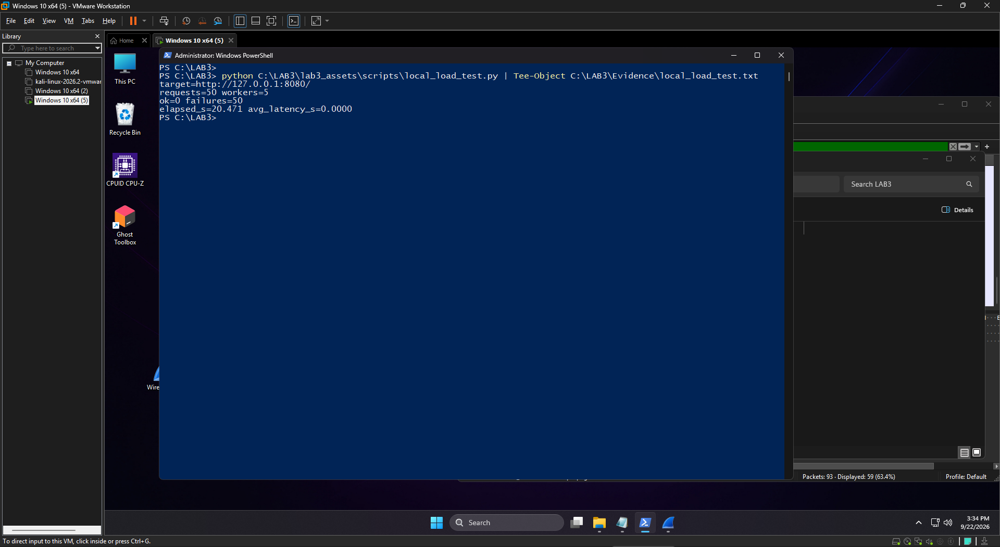 Windows 10 x64 (5) - VMware Workstation
File Edit View VM Tabs Help
Library
Type here to search
My Computer
Windows 10 x64
kali-linux-2026.2-vmwar
Windows 10 x64 (2)
Windows 10 x64 (5)
Home
Windows 10 x64 (5)
This PC
Recycle Bin
CPUID CPU-Z
Ghost
Toolbox
Wire
Administrator: Windows PowerShell
PS C:\LAB3>
PS C:\LAB3> python C:\LAB3\lab3_assets\scripts\local_load_test.py | Tee-Object C:\LAB3\Evidence\local_load_test.txt
target=http://127.0.0.1:8080/
requests=50 workers=5
ok=0 failures=50
elapsed_s=20.471 avg_latency_s=0.0000
PS C:\LAB3>
Search LAB3
Details
Packets: 93 · Displayed: 59 (63.4%)
Profile: Default
Search
3:34 PM
9/22/2026
To direct input to this VM, click inside or press Ctrl+G.